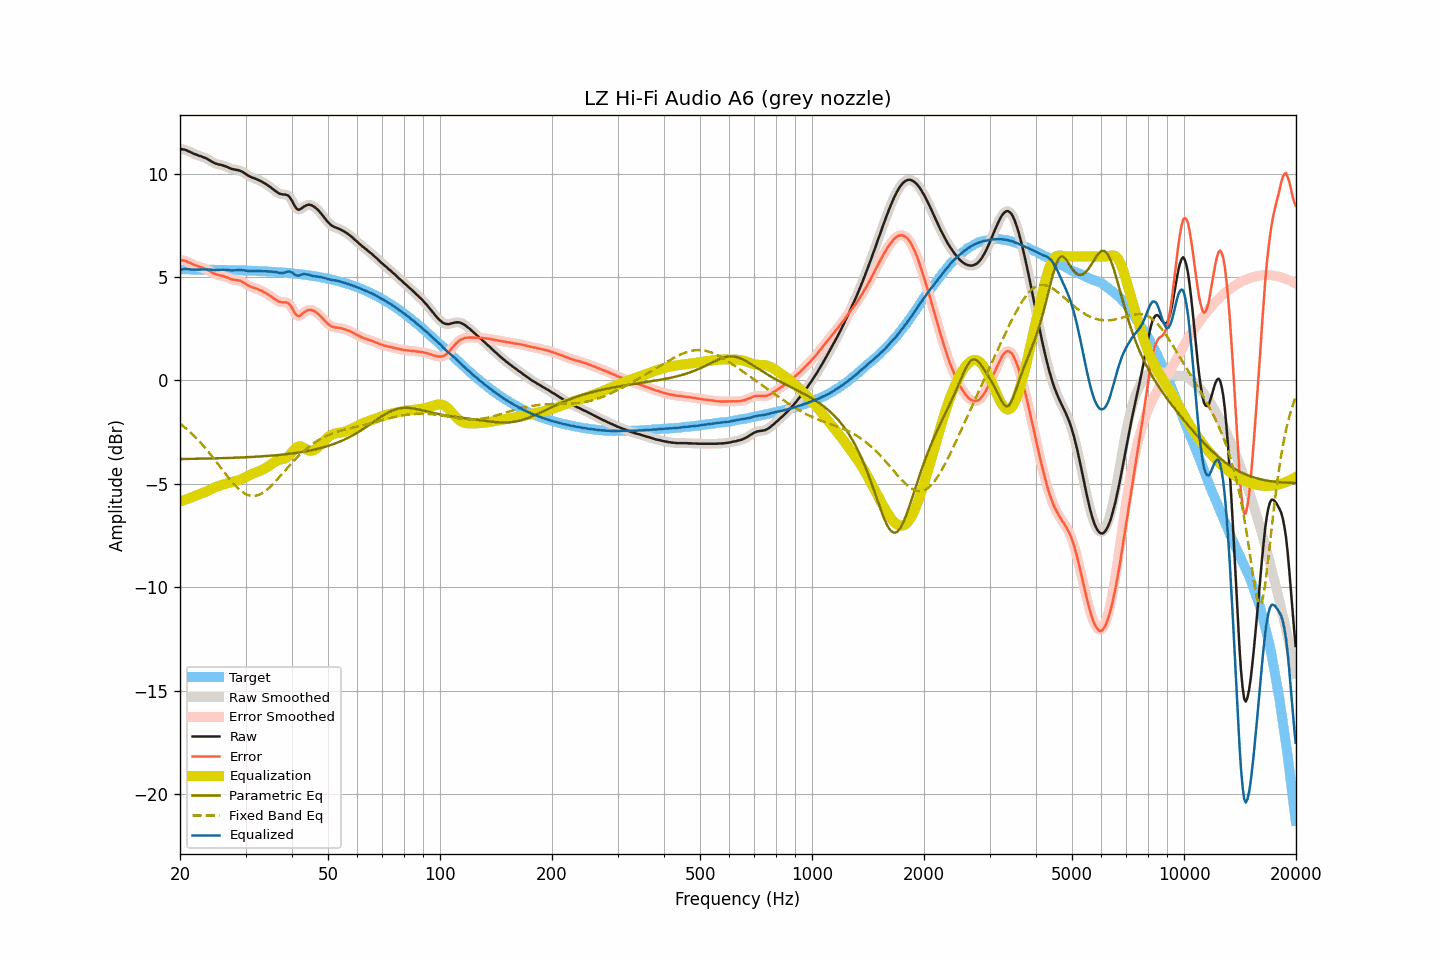 LZ Hi-Fi Audio A6 (grey nozzle)
10
5
0
−5
−10
−15
−20
Amplitude (dBr)
Target
Raw Smoothed
Error Smoothed
Raw
Error
Equalization
Parametric Eq
Fixed Band Eq
Equalized
20 50 100 200 500 1000 2000 5000 10000 20000
Frequency (Hz)